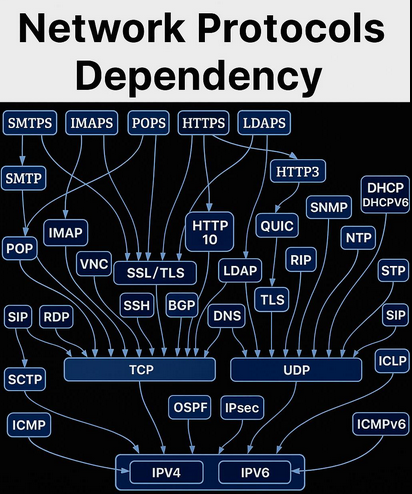 Network Protocols
Dependency
SMTPS
IMAPS
POPS
HTTPS
LDAPS
HTTP3
SMTP
DHCP
DHCPV6
SNMP
HTTP
10
QUIC
IMAP
NTP
POP
VNC
SSL/TLS
LDAP
RIP
STP
SSH
BGP
TLS
DNS
SIP
RDP
SIP
TCP
UDP
ICLP
SCTP
OSPF
IPsec
ICMP
ICMPv6
IPV4
IPV6